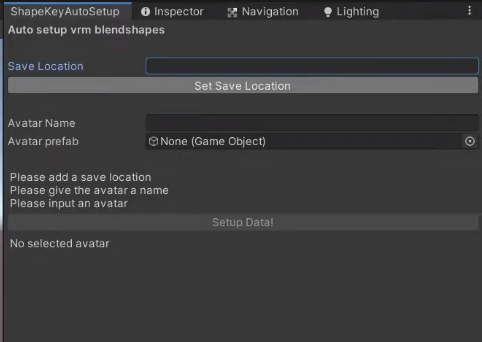 ShapeKeyAutoSetup Inspector Navigation Lighting
Auto setup vrm blendshapes
Save Location
Set Save Location
Avatar Name
Avatar prefab None (Game Object)
Please add a save location
Please give the avatar a name
Please input an avatar
Setup Data!
No selected avatar